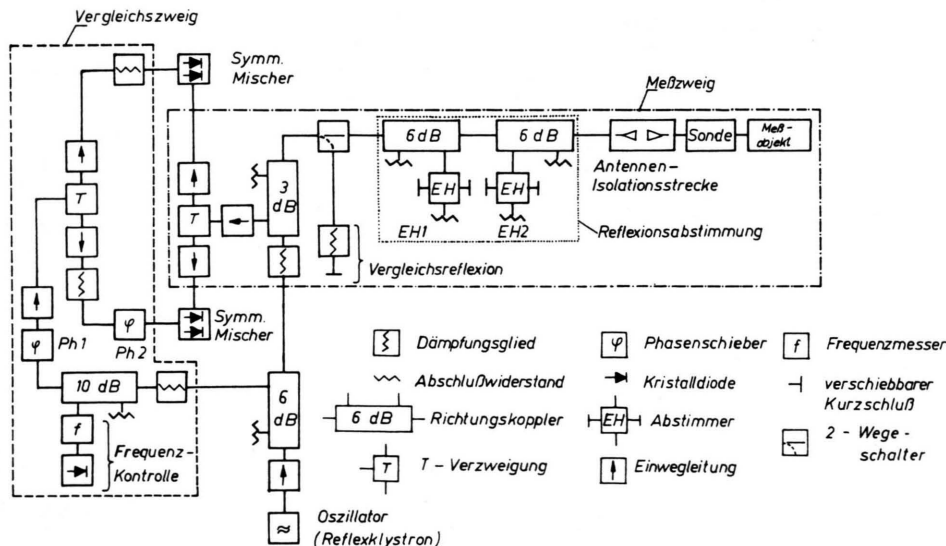 Vergleichszweig
Symm.
Mischer
Meßzweig
6 dB
6 dB
Sonde
Meß-
objekt
Antennen-
Isolationsstrecke
EH
EH
EH1
EH2
Reflexionsabstimmung
3
dB
T
T
Vergleichsreflexion
Symm.
Mischer
φ
Ph1
φ
Ph2
10 dB
f
Frequenz-
Kontrolle
6
dB
≈
Oszillator
(Reflexklystron)
Dämpfungsglied
φ
Phasenschieber
f
Frequenzmesser
Abschlußwiderstand
Kristalldiode
verschiebbarer
Kurzschluß
6 dB
Richtungskoppler
EH
Abstimmer
2 - Wege -
schalter
T
T - Verzweigung
Einwegleitung